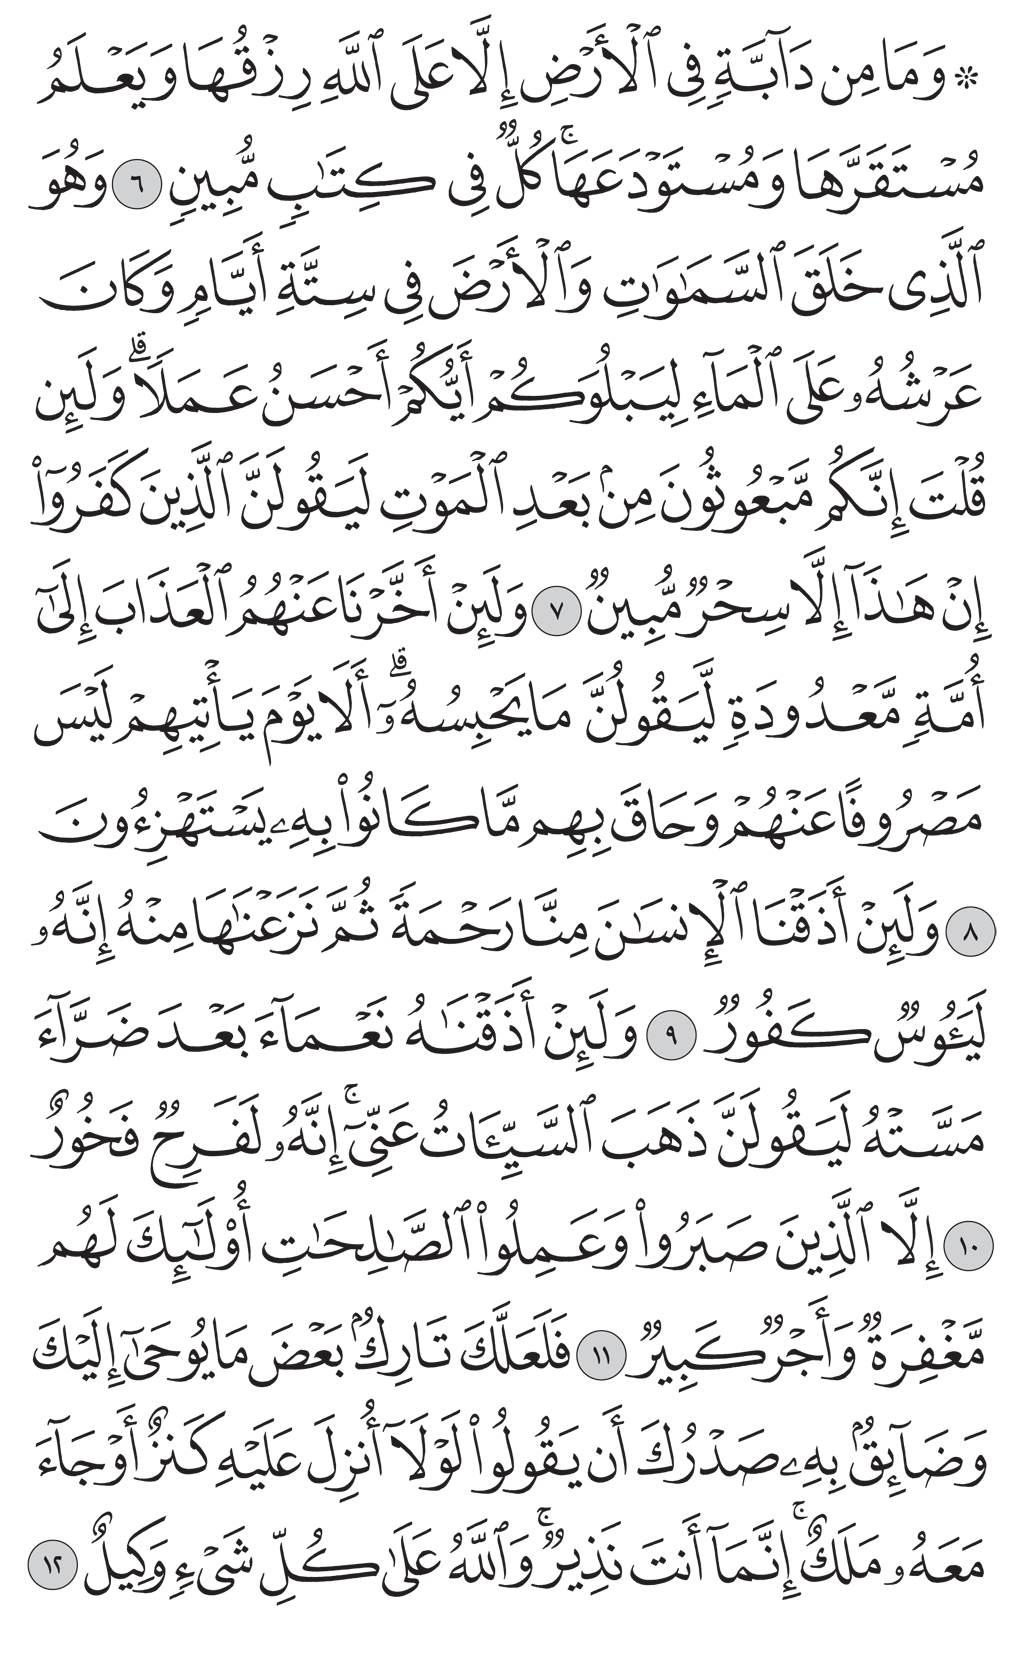 ۞ وَمَا مِن دَآبَّةٖ فِي ٱلۡأَرۡضِ إِلَّا عَلَى ٱللَّهِ رِزۡقُهَا وَيَعۡلَمُ
مُسۡتَقَرَّهَا وَمُسۡتَوۡدَعَهَاۚ كُلّٞ فِي كِتَٰبٖ مُّبِينٖ ٦ وَهُوَ
ٱلَّذِي خَلَقَ ٱلسَّمَٰوَٰتِ وَٱلۡأَرۡضَ فِي سِتَّةِ أَيَّامٖ وَكَانَ
عَرۡشُهُۥ عَلَى ٱلۡمَآءِ لِيَبۡلُوَكُمۡ أَيُّكُمۡ أَحۡسَنُ عَمَلٗاۗ وَلَئِن
قُلۡتَ إِنَّكُم مَّبۡعُوثُونَ مِنۢ بَعۡدِ ٱلۡمَوۡتِ لَيَقُولَنَّ ٱلَّذِينَ كَفَرُوٓاْ
إِنۡ هَٰذَآ إِلَّا سِحۡرٞ مُّبِينٞ ٧ وَلَئِنۡ أَخَّرۡنَا عَنۡهُمُ ٱلۡعَذَابَ إِلَىٰٓ
أُمَّةٖ مَّعۡدُودَةٖ لَّيَقُولُنَّ مَا يَحۡبِسُهُۥٓۗ أَلَا يَوۡمَ يَأۡتِيهِمۡ لَيۡسَ
مَصۡرُوفًا عَنۡهُمۡ وَحَاقَ بِهِم مَّا كَانُواْ بِهِۦ يَسۡتَهۡزِءُونَ
٨ وَلَئِنۡ أَذَقۡنَا ٱلۡإِنسَٰنَ مِنَّا رَحۡمَةٗ ثُمَّ نَزَعۡنَٰهَا مِنۡهُ إِنَّهُۥ
لَيَـُٔوسٞ كَفُورٞ ٩ وَلَئِنۡ أَذَقۡنَٰهُ نَعۡمَآءَ بَعۡدَ ضَرَّآءَ
مَسَّتۡهُ لَيَقُولَنَّ ذَهَبَ ٱلسَّيِّـَٔاتُ عَنِّيٓۚ إِنَّهُۥ لَفَرِحٞ فَخُورٌ
١٠ إِلَّا ٱلَّذِينَ صَبَرُواْ وَعَمِلُواْ ٱلصَّٰلِحَٰتِ أُوْلَٰٓئِكَ لَهُم
مَّغۡفِرَةٞ وَأَجۡرٞ كَبِيرٞ ١١ فَلَعَلَّكَ تَارِكُۢ بَعۡضَ مَا يُوحَىٰٓ إِلَيۡكَ
وَضَآئِقُۢ بِهِۦ صَدۡرُكَ أَن يَقُولُواْ لَوۡلَآ أُنزِلَ عَلَيۡهِ كَنزٌ أَوۡ جَآءَ
مَعَهُۥ مَلَكٌۚ إِنَّمَآ أَنتَ نَذِيرٞۚ وَٱللَّهُ عَلَىٰ كُلِّ شَيۡءٖ وَكِيلٌ ١٢